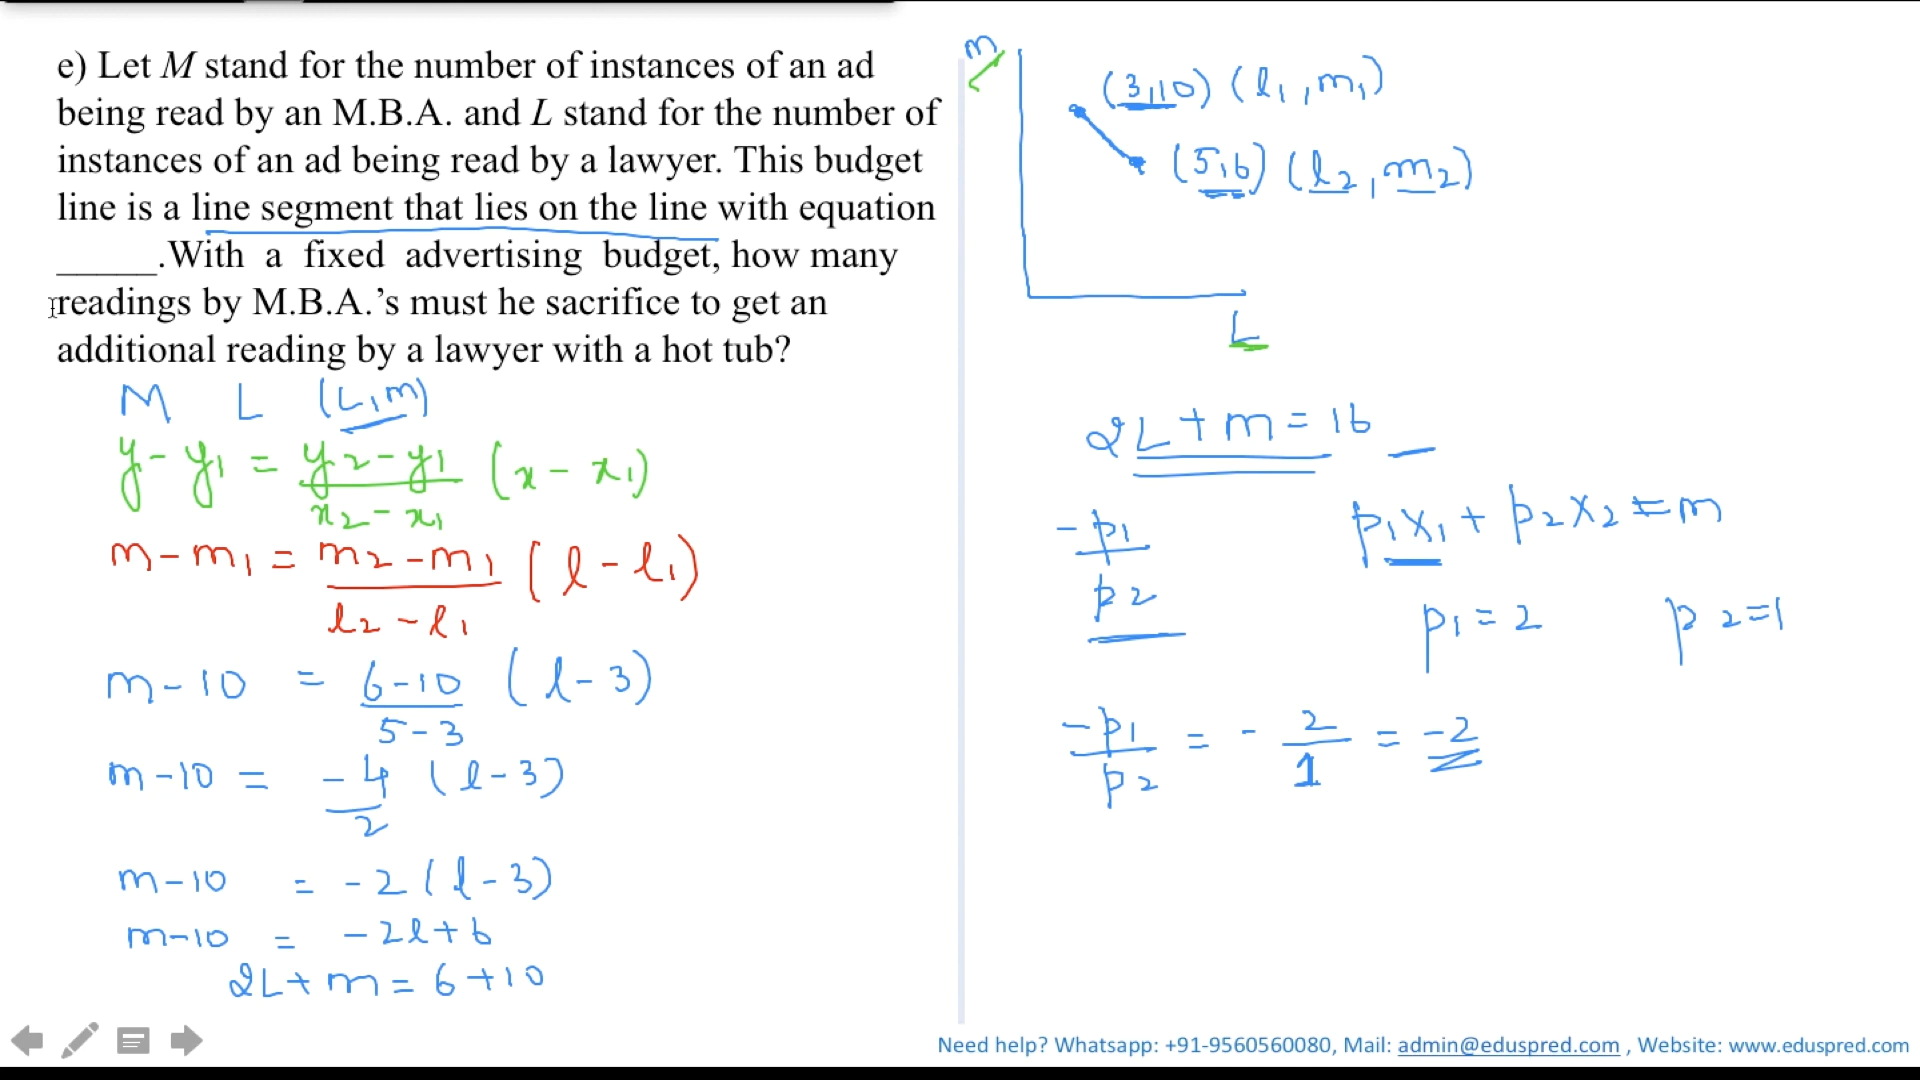 e) Let M stand for the number of instances of an ad
being read by an M.B.A. and L stand for the number of
instances of an ad being read by a lawyer. This budget
line is a line segment that lies on the line with equation
_____.With a fixed advertising budget, how many
readings by M.B.A.’s must he sacrifice to get an
additional reading by a lawyer with a hot tub?
M L (L,m)
y - y1 = y2 - y1 / x2 - x1 (x - x1)
m - m1 = m2 - m1 / l2 - l1 (l - l1)
m - 10 = 6 - 10 / 5 - 3 (l - 3)
m - 10 = -4 / 2 (l - 3)
m - 10 = -2 (l - 3)
m - 10 = -2l + 6
2L + m = 6 + 10
m
(3,10) (l1, m1)
(5,6) (l2, m2)
L
2L + m = 16
-p1 / p2
p1x1 + p2x2 = m
p1 = 2 p2 = 1
-p1 / p2 = - 2 / 1 = -2
Need help? Whatsapp: +91-9560560080, Mail: admin@eduspred.com , Website: www.eduspred.com